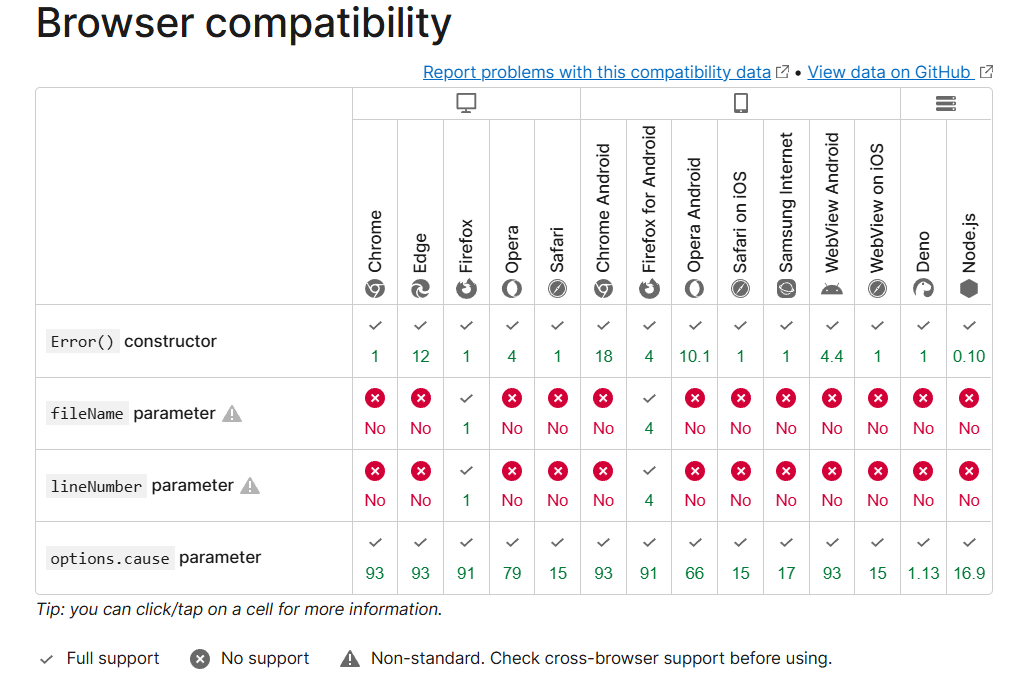 Browser compatibility
Report problems with this compatibility data • View data on GitHub
Chrome
Edge
Firefox
Opera
Safari
Chrome Android
Firefox for Android
Opera Android
Safari on iOS
Samsung Internet
WebView Android
WebView on iOS
Deno
Node.js
Error() constructor
1 12 1 4 1 18 4 10.1 1 1 4.4 1 1 0.10
fileName parameter
No No 1 No No No 4 No No No No No No No
lineNumber parameter
No No 1 No No No 4 No No No No No No No
options.cause parameter
93 93 91 79 15 93 91 66 15 17 93 15 1.13 16.9
Tip: you can click/tap on a cell for more information.
Full support No support Non-standard. Check cross-browser support before using.